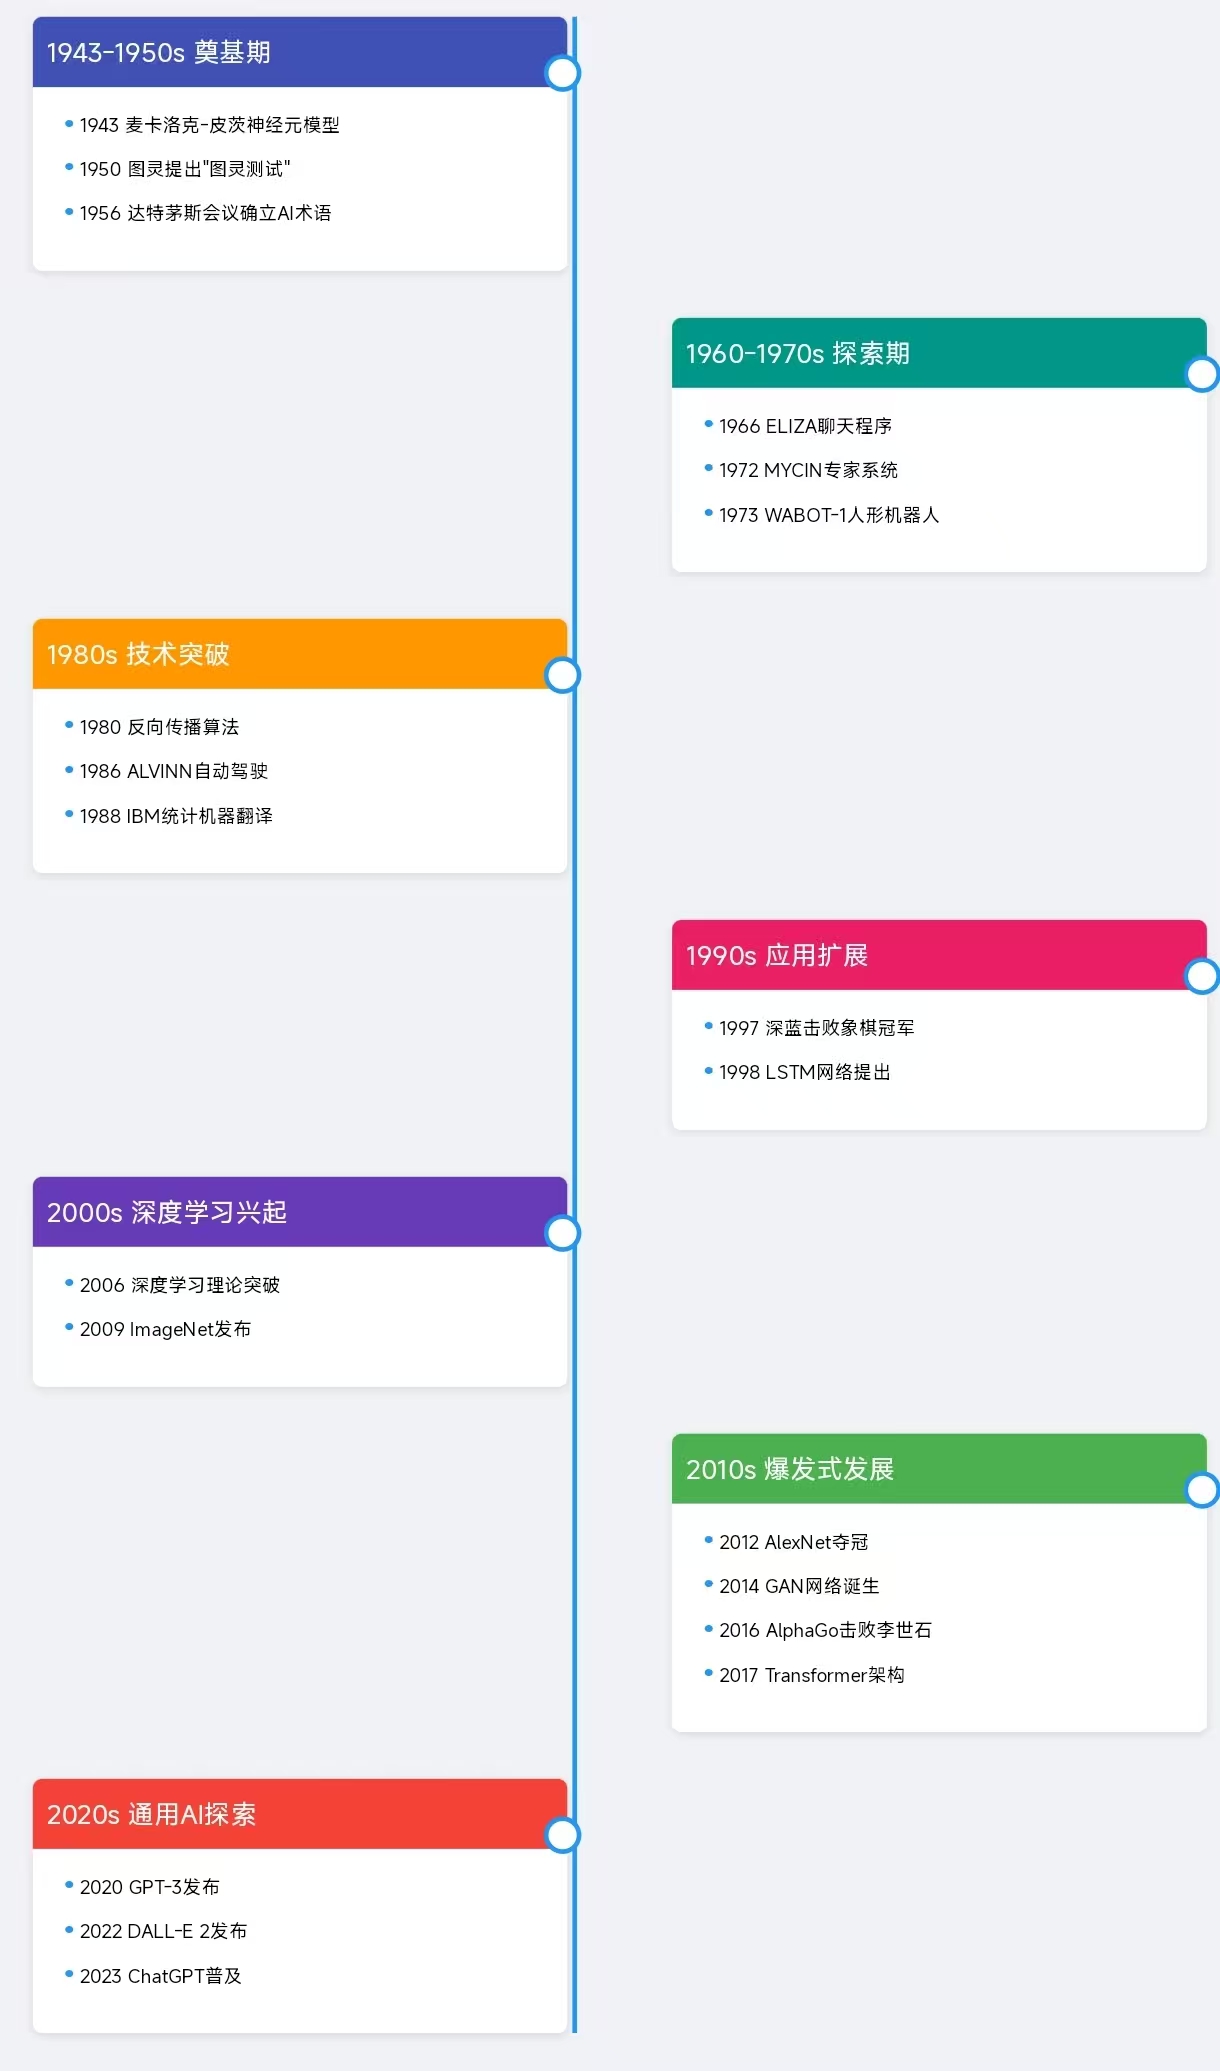 1943-1950s 奠基期
1943 麦卡洛克-皮茨神经元模型
1950 图灵提出"图灵测试"
1956 达特茅斯会议确立AI术语
1960-1970s 探索期
1966 ELIZA聊天程序
1972 MYCIN专家系统
1973 WABOT-1人形机器人
1980s 技术突破
1980 反向传播算法
1986 ALVINN自动驾驶
1988 IBM统计机器翻译
1990s 应用扩展
1997 深蓝击败象棋冠军
1998 LSTM网络提出
2000s 深度学习兴起
2006 深度学习理论突破
2009 ImageNet发布
2010s 爆发式发展
2012 AlexNet夺冠
2014 GAN网络诞生
2016 AlphaGo击败李世石
2017 Transformer架构
2020s 通用AI探索
2020 GPT-3发布
2022 DALL-E 2发布
2023 ChatGPT普及